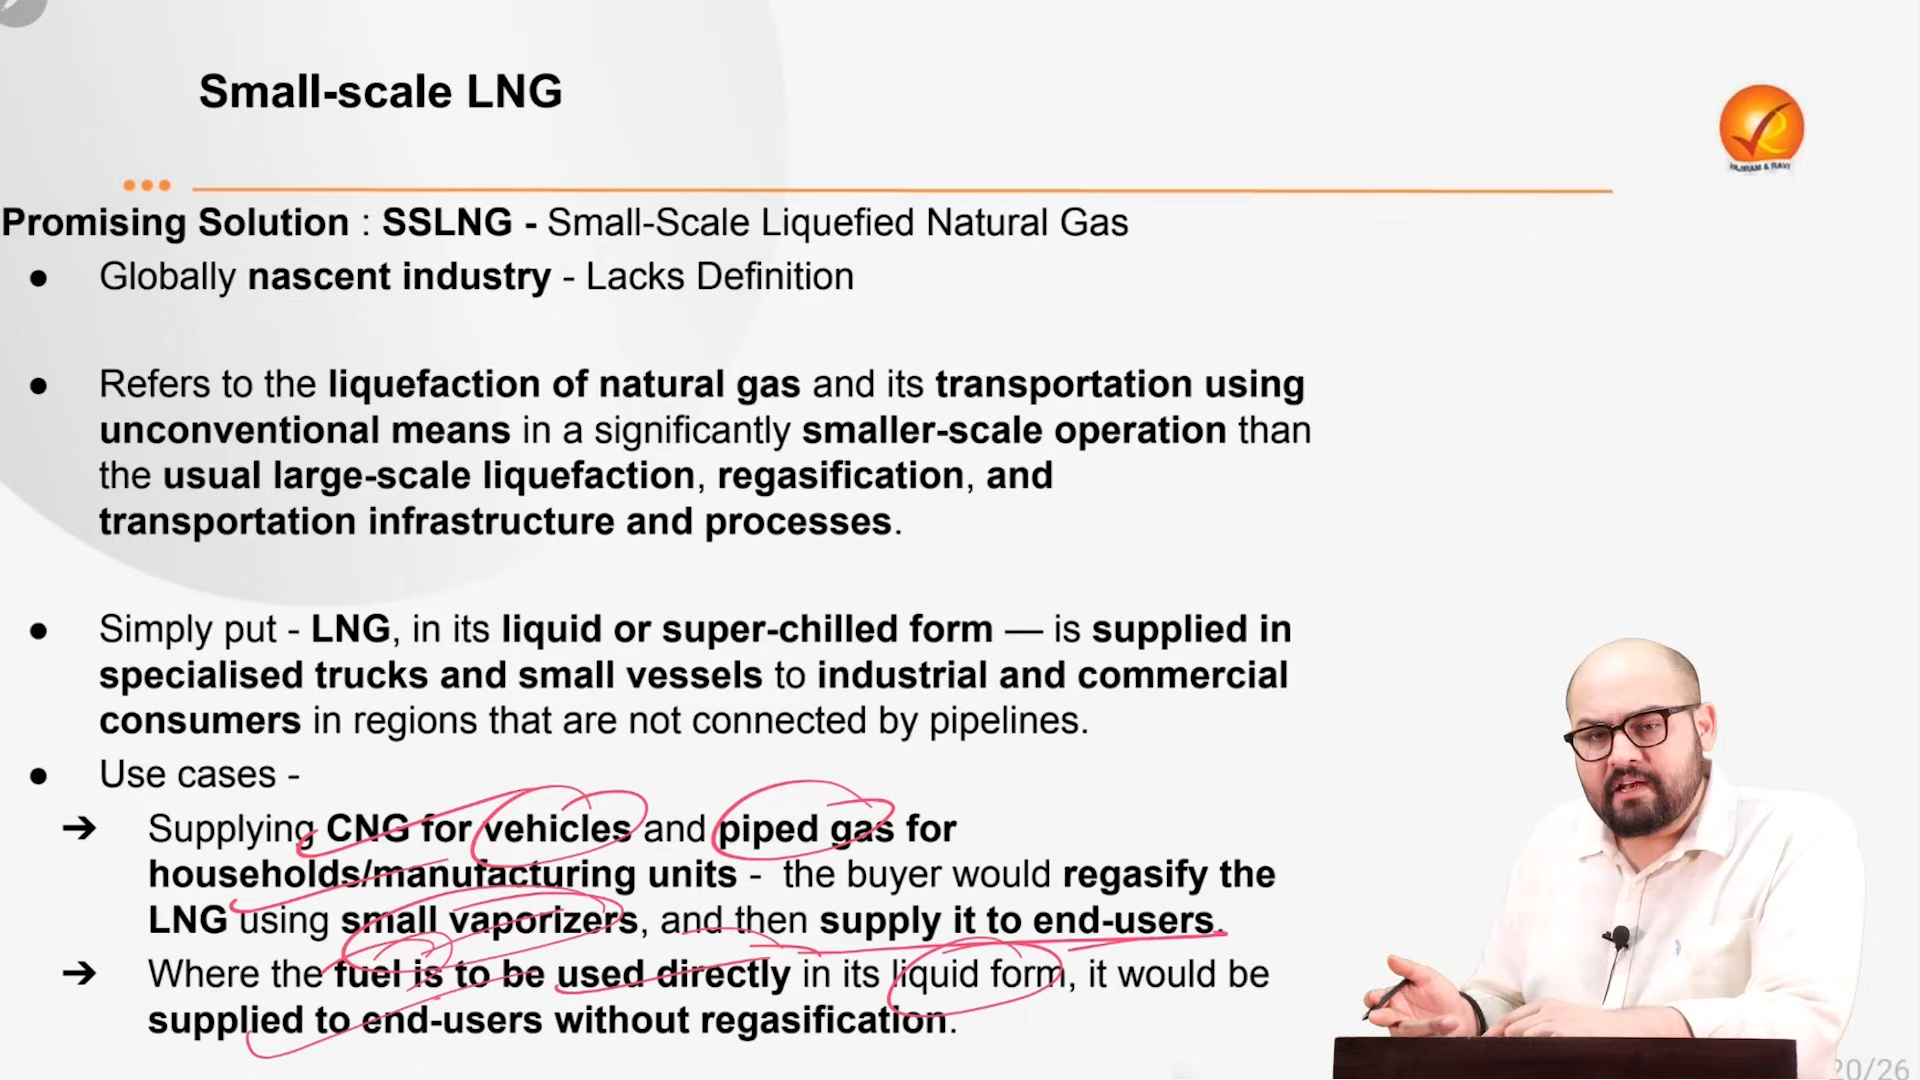 Small-scale LNG
VAJIRAM & RAVI
Promising Solution : SSLNG - Small-Scale Liquefied Natural Gas
● Globally nascent industry - Lacks Definition
● Refers to the liquefaction of natural gas and its transportation using
unconventional means in a significantly smaller-scale operation than
the usual large-scale liquefaction, regasification, and
transportation infrastructure and processes.
● Simply put - LNG, in its liquid or super-chilled form — is supplied in
specialised trucks and small vessels to industrial and commercial
consumers in regions that are not connected by pipelines.
● Use cases -
➔ Supplying CNG for vehicles and piped gas for
households/manufacturing units - the buyer would regasify the
LNG using small vaporizers, and then supply it to end-users.
➔ Where the fuel is to be used directly in its liquid form, it would be
supplied to end-users without regasification.
20/26